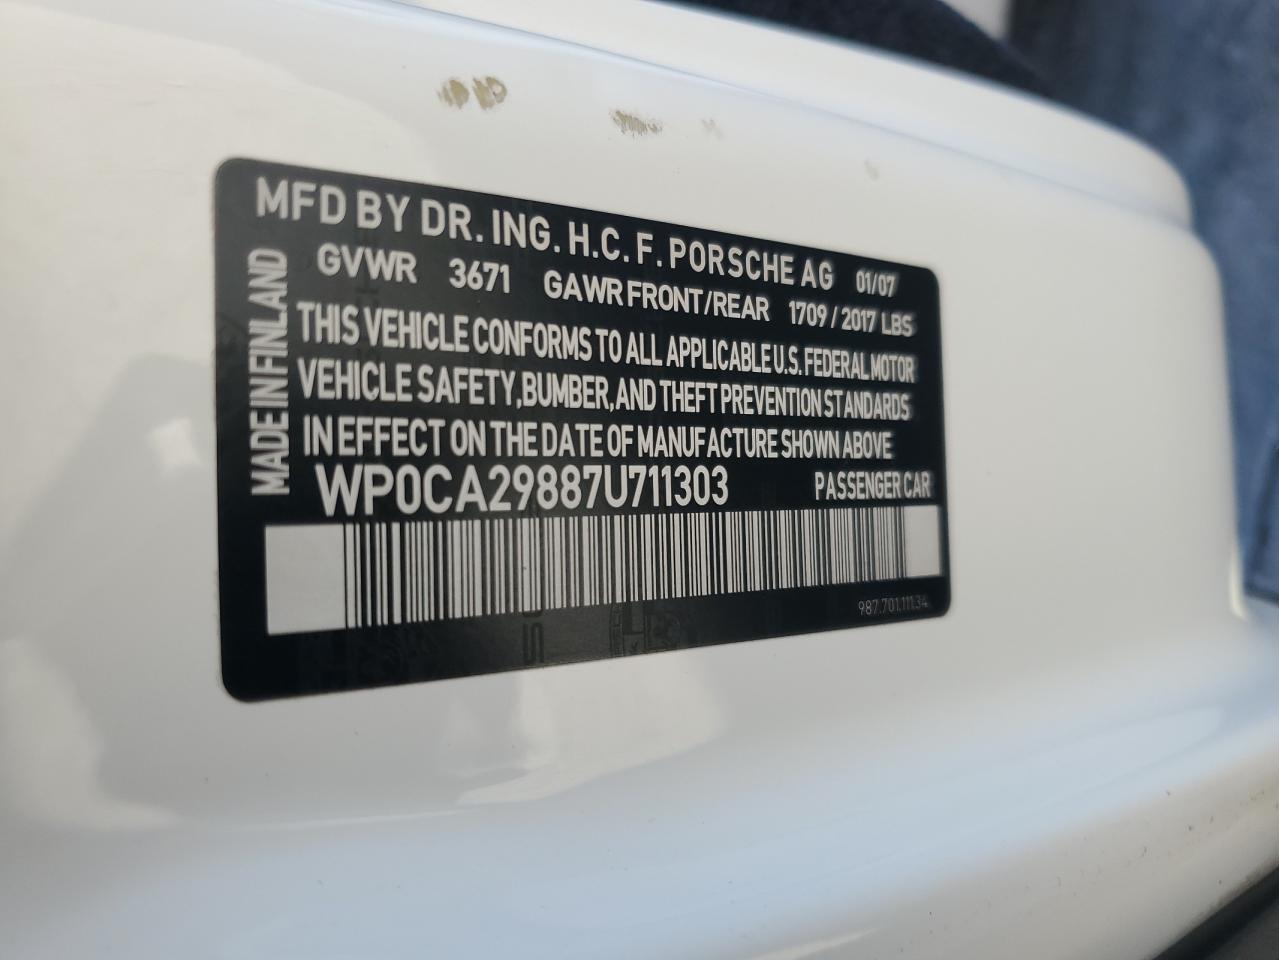 MFD BY DR. ING. H.C. F. PORSCHE AG 01/07
GVWR 3671 GAWR FRONT/REAR 1709 / 2017 LBS
THIS VEHICLE CONFORMS TO ALL APPLICABLE U.S. FEDERAL MOTOR
VEHICLE SAFETY, BUMBER, AND THEFT PREVENTION STANDARDS
IN EFFECT ON THE DATE OF MANUFACTURE SHOWN ABOVE
WP0CA29887U711303 PASSENGER CAR
MADE IN FINLAND
987.701.111.34